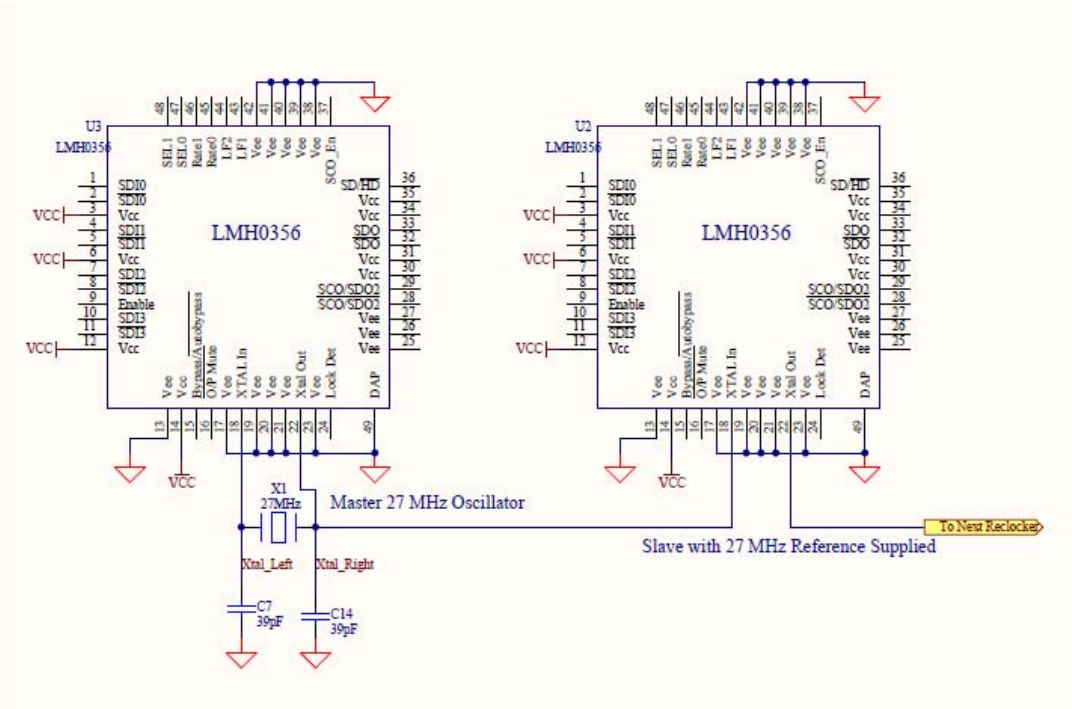 U3
LMH0356
LMH0356
48 SEL1
47 SEL0
46 Rate1
45 Rate0
44 LF2
43 LF1
42 Vee
41 Vee
40 Vee
39 Vee
38 Vee
37 SCO_En
1 SDI0
2 SDI0
VCC 3 Vcc
4 SDI1
5 SDI1
VCC 6 Vcc
7 SDI2
8 SDI2
9 Enable
10 SDI3
11 SDI3
VCC 12 Vcc
SD/HD 36
Vcc 35
Vcc 34
SDO 33
SDO 32
Vcc 31
Vcc 30
SCO/SDO2 29
SCO/SDO2 28
Vee 27
Vee 26
Vee 25
13 Vee
14 Vcc
15 Bypass/Autobypass
16 O/P Mute
17 Vee
18 XTAL In
19 Vee
20 Vee
21 Vee
22 Xtal Out
23 Vee
24 Lock Det
49 DAP
VCC
U2
LMH0356
LMH0356
48 SEL1
47 SEL0
46 Rate1
45 Rate0
44 LF2
43 LF1
42 Vee
41 Vee
40 Vee
39 Vee
38 Vee
37 SCO_En
1 SDI0
2 SDI0
VCC 3 Vcc
4 SDI1
5 SDI1
VCC 6 Vcc
7 SDI2
8 SDI2
9 Enable
10 SDI3
11 SDI3
VCC 12 Vcc
SD/HD 36
Vcc 35
Vcc 34
SDO 33
SDO 32
Vcc 31
Vcc 30
SCO/SDO2 29
SCO/SDO2 28
Vee 27
Vee 26
Vee 25
13 Vee
14 Vcc
15 Bypass/Autobypass
16 O/P Mute
17 Vee
18 XTAL In
19 Vee
20 Vee
21 Vee
22 Xtal Out
23 Vee
24 Lock Det
49 DAP
VCC
X1
27MHz
Master 27 MHz Oscillator
To Next Reclocker
Slave with 27 MHz Reference Supplied
Xtal_Left
Xtal_Right
C7
39pF
C14
39pF